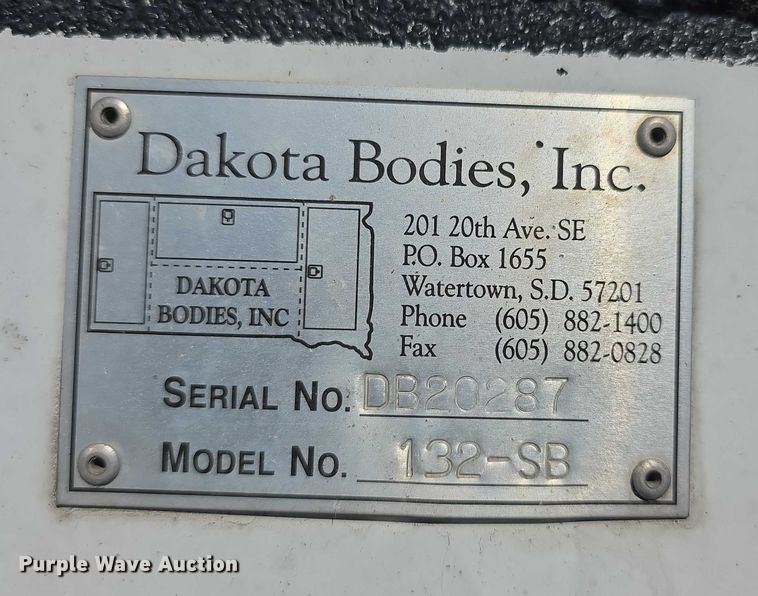 Dakota Bodies, Inc.
DAKOTA
BODIES, INC
201 20th Ave. SE
P.O. Box 1655
Watertown, S.D. 57201
Phone (605) 882-1400
Fax (605) 882-0828
SERIAL NO. DB20287
MODEL NO. 132-SB
Purple Wave Auction